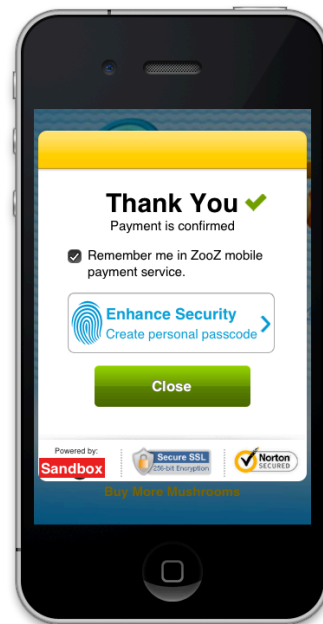 Thank You
Payment is confirmed
Remember me in ZooZ mobile
payment service.
Enhance Security
Create personal passcode
Close
Powered by:
Sandbox
Secure SSL
256-bit Encryption
Norton
SECURED
Buy More Mushrooms